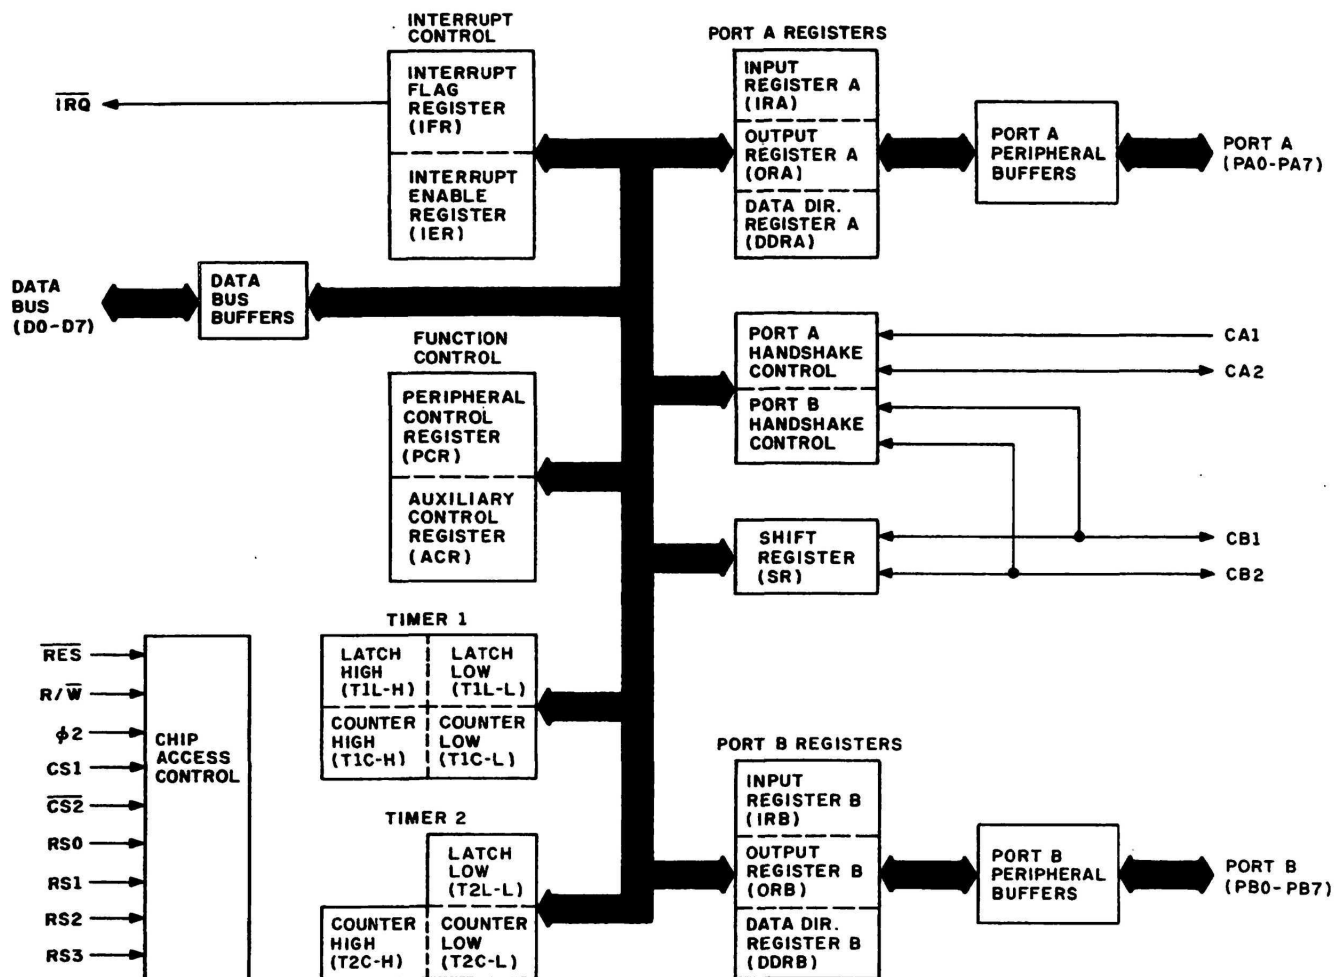 INTERRUPT
CONTROL
INTERRUPT
FLAG
REGISTER
(IFR)
INTERRUPT
ENABLE
REGISTER
(IER)
IRQ
PORT A REGISTERS
INPUT
REGISTER A
(IRA)
OUTPUT
REGISTER A
(ORA)
DATA DIR.
REGISTER A
(DDRA)
PORT A
PERIPHERAL
BUFFERS
PORT A
(PA0-PA7)
DATA
BUS
(D0-D7)
DATA
BUS
BUFFERS
FUNCTION
CONTROL
PERIPHERAL
CONTROL
REGISTER
(PCR)
AUXILIARY
CONTROL
REGISTER
(ACR)
PORT A
HANDSHAKE
CONTROL
PORT B
HANDSHAKE
CONTROL
CA1
CA2
SHIFT
REGISTER
(SR)
CB1
CB2
TIMER 1
LATCH
HIGH
(T1L-H)
LATCH
LOW
(T1L-L)
COUNTER
HIGH
(T1C-H)
COUNTER
LOW
(T1C-L)
RES
R/W
ϕ2
CS1
CS2
RS0
RS1
RS2
RS3
CHIP
ACCESS
CONTROL
TIMER 2
LATCH
LOW
(T2L-L)
COUNTER
HIGH
(T2C-H)
COUNTER
LOW
(T2C-L)
PORT B REGISTERS
INPUT
REGISTER B
(IRB)
OUTPUT
REGISTER B
(ORB)
DATA DIR.
REGISTER B
(DDRB)
PORT B
PERIPHERAL
BUFFERS
PORT B
(PB0-PB7)